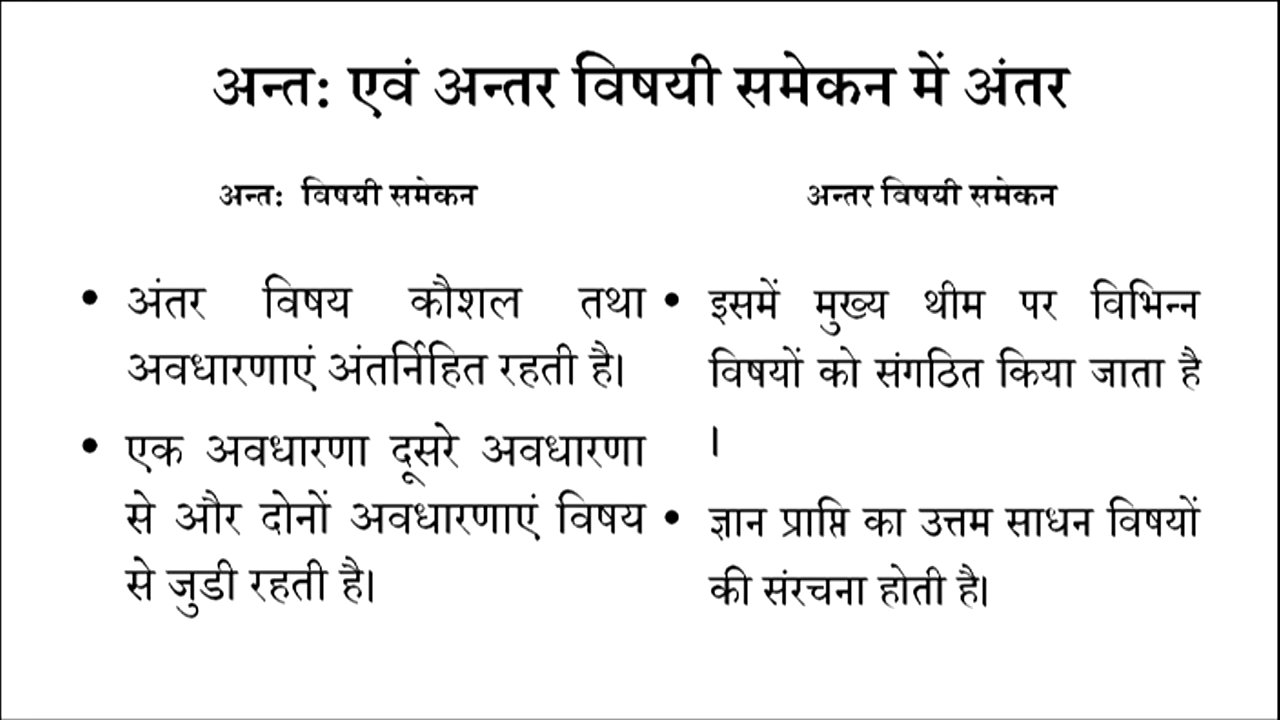 अन्त: एवं अन्तर विषयी समेकन में अंतर
अन्त: विषयी समेकन
• अंतर विषय कौशल तथा
अवधारणाएं अंतर्निहित रहती है।
• एक अवधारणा दूसरे अवधारणा
से और दोनों अवधारणाएं विषय
से जुडी रहती है।
अन्तर विषयी समेकन
• इसमें मुख्य थीम पर विभिन्न
विषयों को संगठित किया जाता है
।
• ज्ञान प्राप्ति का उत्तम साधन विषयों
की संरचना होती है।